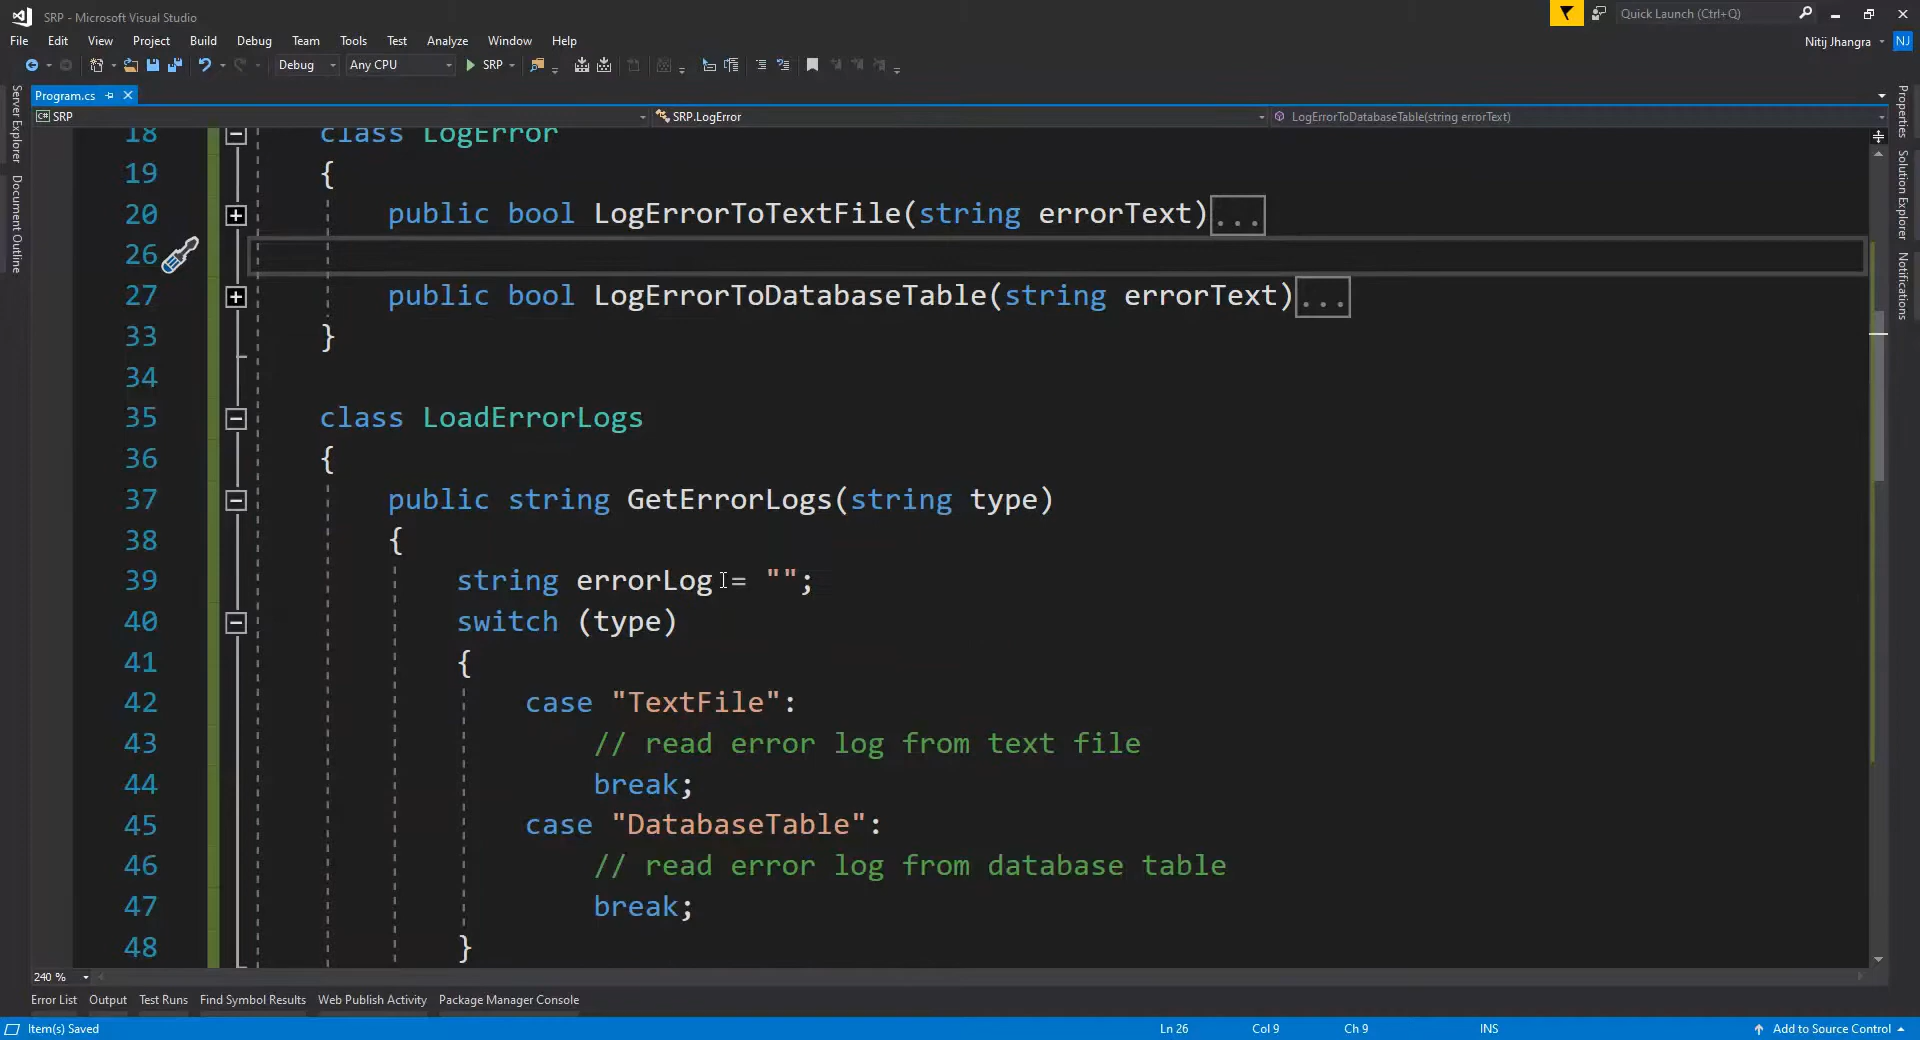 SRP - Microsoft Visual Studio
Quick Launch (Ctrl+Q)
File Edit View Project Build Debug Team Tools Test Analyze Window Help
Nitij Jhangra NJ
Debug Any CPU SRP
Program.cs
C# SRP SRP.LogError LogErrorToDatabaseTable(string errorText)
Server Explorer
Document Outline
Properties
Solution Explorer
Notifications
18 class LogError
19 {
20 public bool LogErrorToTextFile(string errorText)...
26
27 public bool LogErrorToDatabaseTable(string errorText)...
33 }
34
35 class LoadErrorLogs
36 {
37 public string GetErrorLogs(string type)
38 {
39 string errorLog = "";
40 switch (type)
41 {
42 case "TextFile":
43 // read error log from text file
44 break;
45 case "DatabaseTable":
46 // read error log from database table
47 break;
48 }
240 %
Error List Output Test Runs Find Symbol Results Web Publish Activity Package Manager Console
Item(s) Saved Ln 26 Col 9 Ch 9 INS Add to Source Control